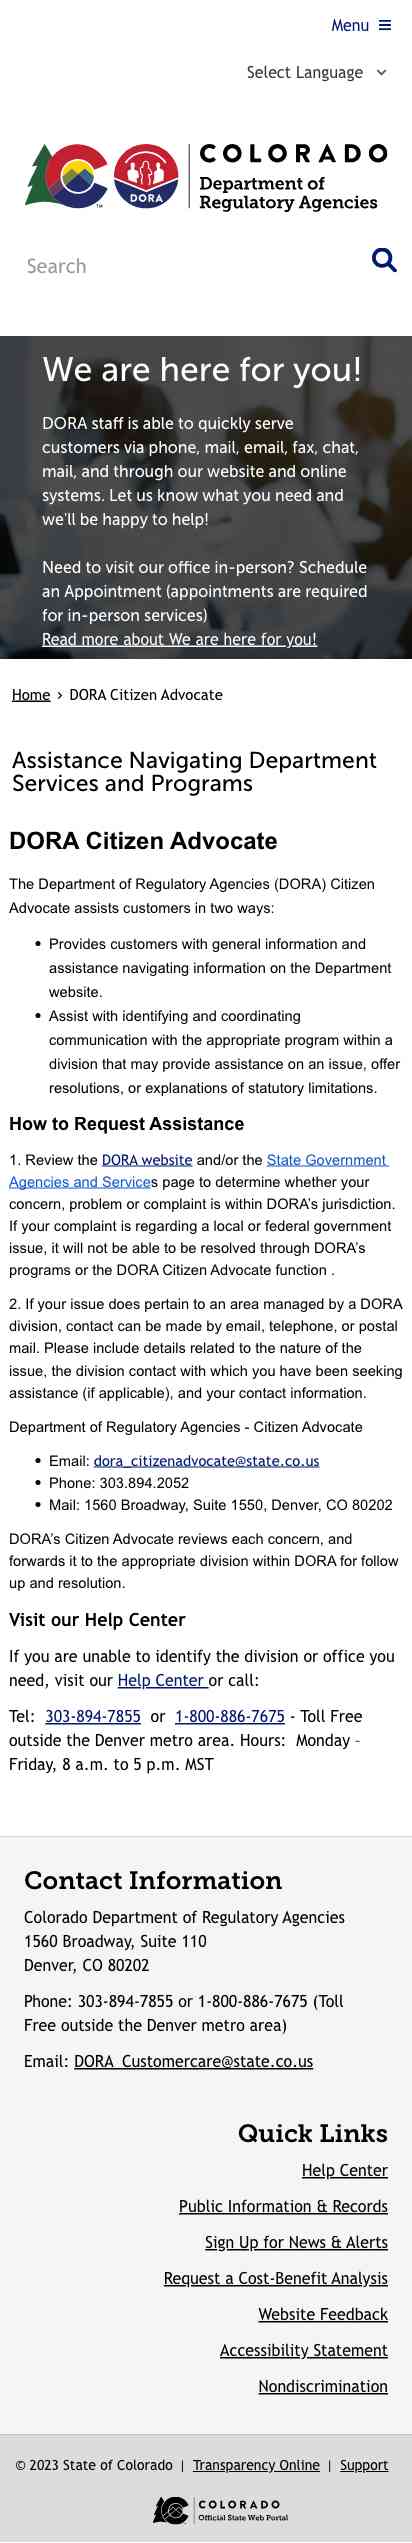 Menu
Select Language
COLORADO
Department of
Regulatory Agencies
DORA
TM
Search
We are here for you!
DORA staff is able to quickly serve
customers via phone, mail, email, fax, chat,
mail, and through our website and online
systems. Let us know what you need and
we'll be happy to help!
Need to visit our office in-person? Schedule
an Appointment (appointments are required
for in-person services)
Read more about We are here for you!
Home › DORA Citizen Advocate
Assistance Navigating Department
Services and Programs
DORA Citizen Advocate
The Department of Regulatory Agencies (DORA) Citizen
Advocate assists customers in two ways:
• Provides customers with general information and
assistance navigating information on the Department
website.
• Assist with identifying and coordinating
communication with the appropriate program within a
division that may provide assistance on an issue, offer
resolutions, or explanations of statutory limitations.
How to Request Assistance
1. Review the DORA website and/or the State Government
Agencies and Services page to determine whether your
concern, problem or complaint is within DORA's jurisdiction.
If your complaint is regarding a local or federal government
issue, it will not be able to be resolved through DORA's
programs or the DORA Citizen Advocate function .
2. If your issue does pertain to an area managed by a DORA
division, contact can be made by email, telephone, or postal
mail. Please include details related to the nature of the
issue, the division contact with which you have been seeking
assistance (if applicable), and your contact information.
Department of Regulatory Agencies - Citizen Advocate
• Email: dora_citizenadvocate@state.co.us
• Phone: 303.894.2052
• Mail: 1560 Broadway, Suite 1550, Denver, CO 80202
DORA's Citizen Advocate reviews each concern, and
forwards it to the appropriate division within DORA for follow
up and resolution.
Visit our Help Center
If you are unable to identify the division or office you
need, visit our Help Center or call:
Tel: 303-894-7855 or 1-800-886-7675 - Toll Free
outside the Denver metro area. Hours: Monday -
Friday, 8 a.m. to 5 p.m. MST
Contact Information
Colorado Department of Regulatory Agencies
1560 Broadway, Suite 110
Denver, CO 80202
Phone: 303-894-7855 or 1-800-886-7675 (Toll
Free outside the Denver metro area)
Email: DORA_Customercare@state.co.us
Quick Links
Help Center
Public Information & Records
Sign Up for News & Alerts
Request a Cost-Benefit Analysis
Website Feedback
Accessibility Statement
Nondiscrimination
© 2023 State of Colorado | Transparency Online | Support
COLORADO
Official State Web Portal